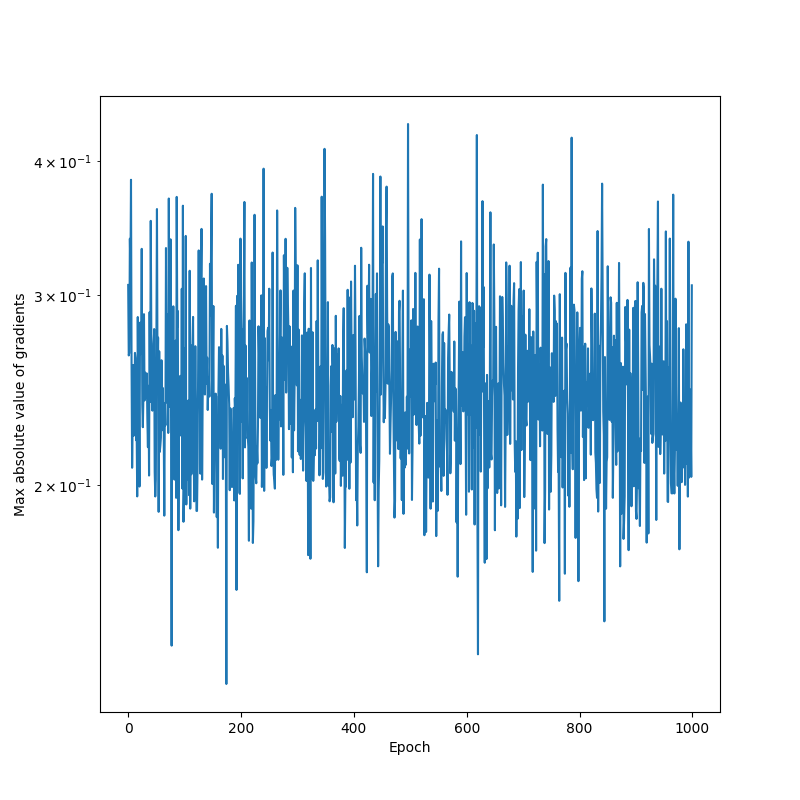 4 × 10⁻¹
3 × 10⁻¹
2 × 10⁻¹
Max absolute value of gradients
0 200 400 600 800 1000
Epoch